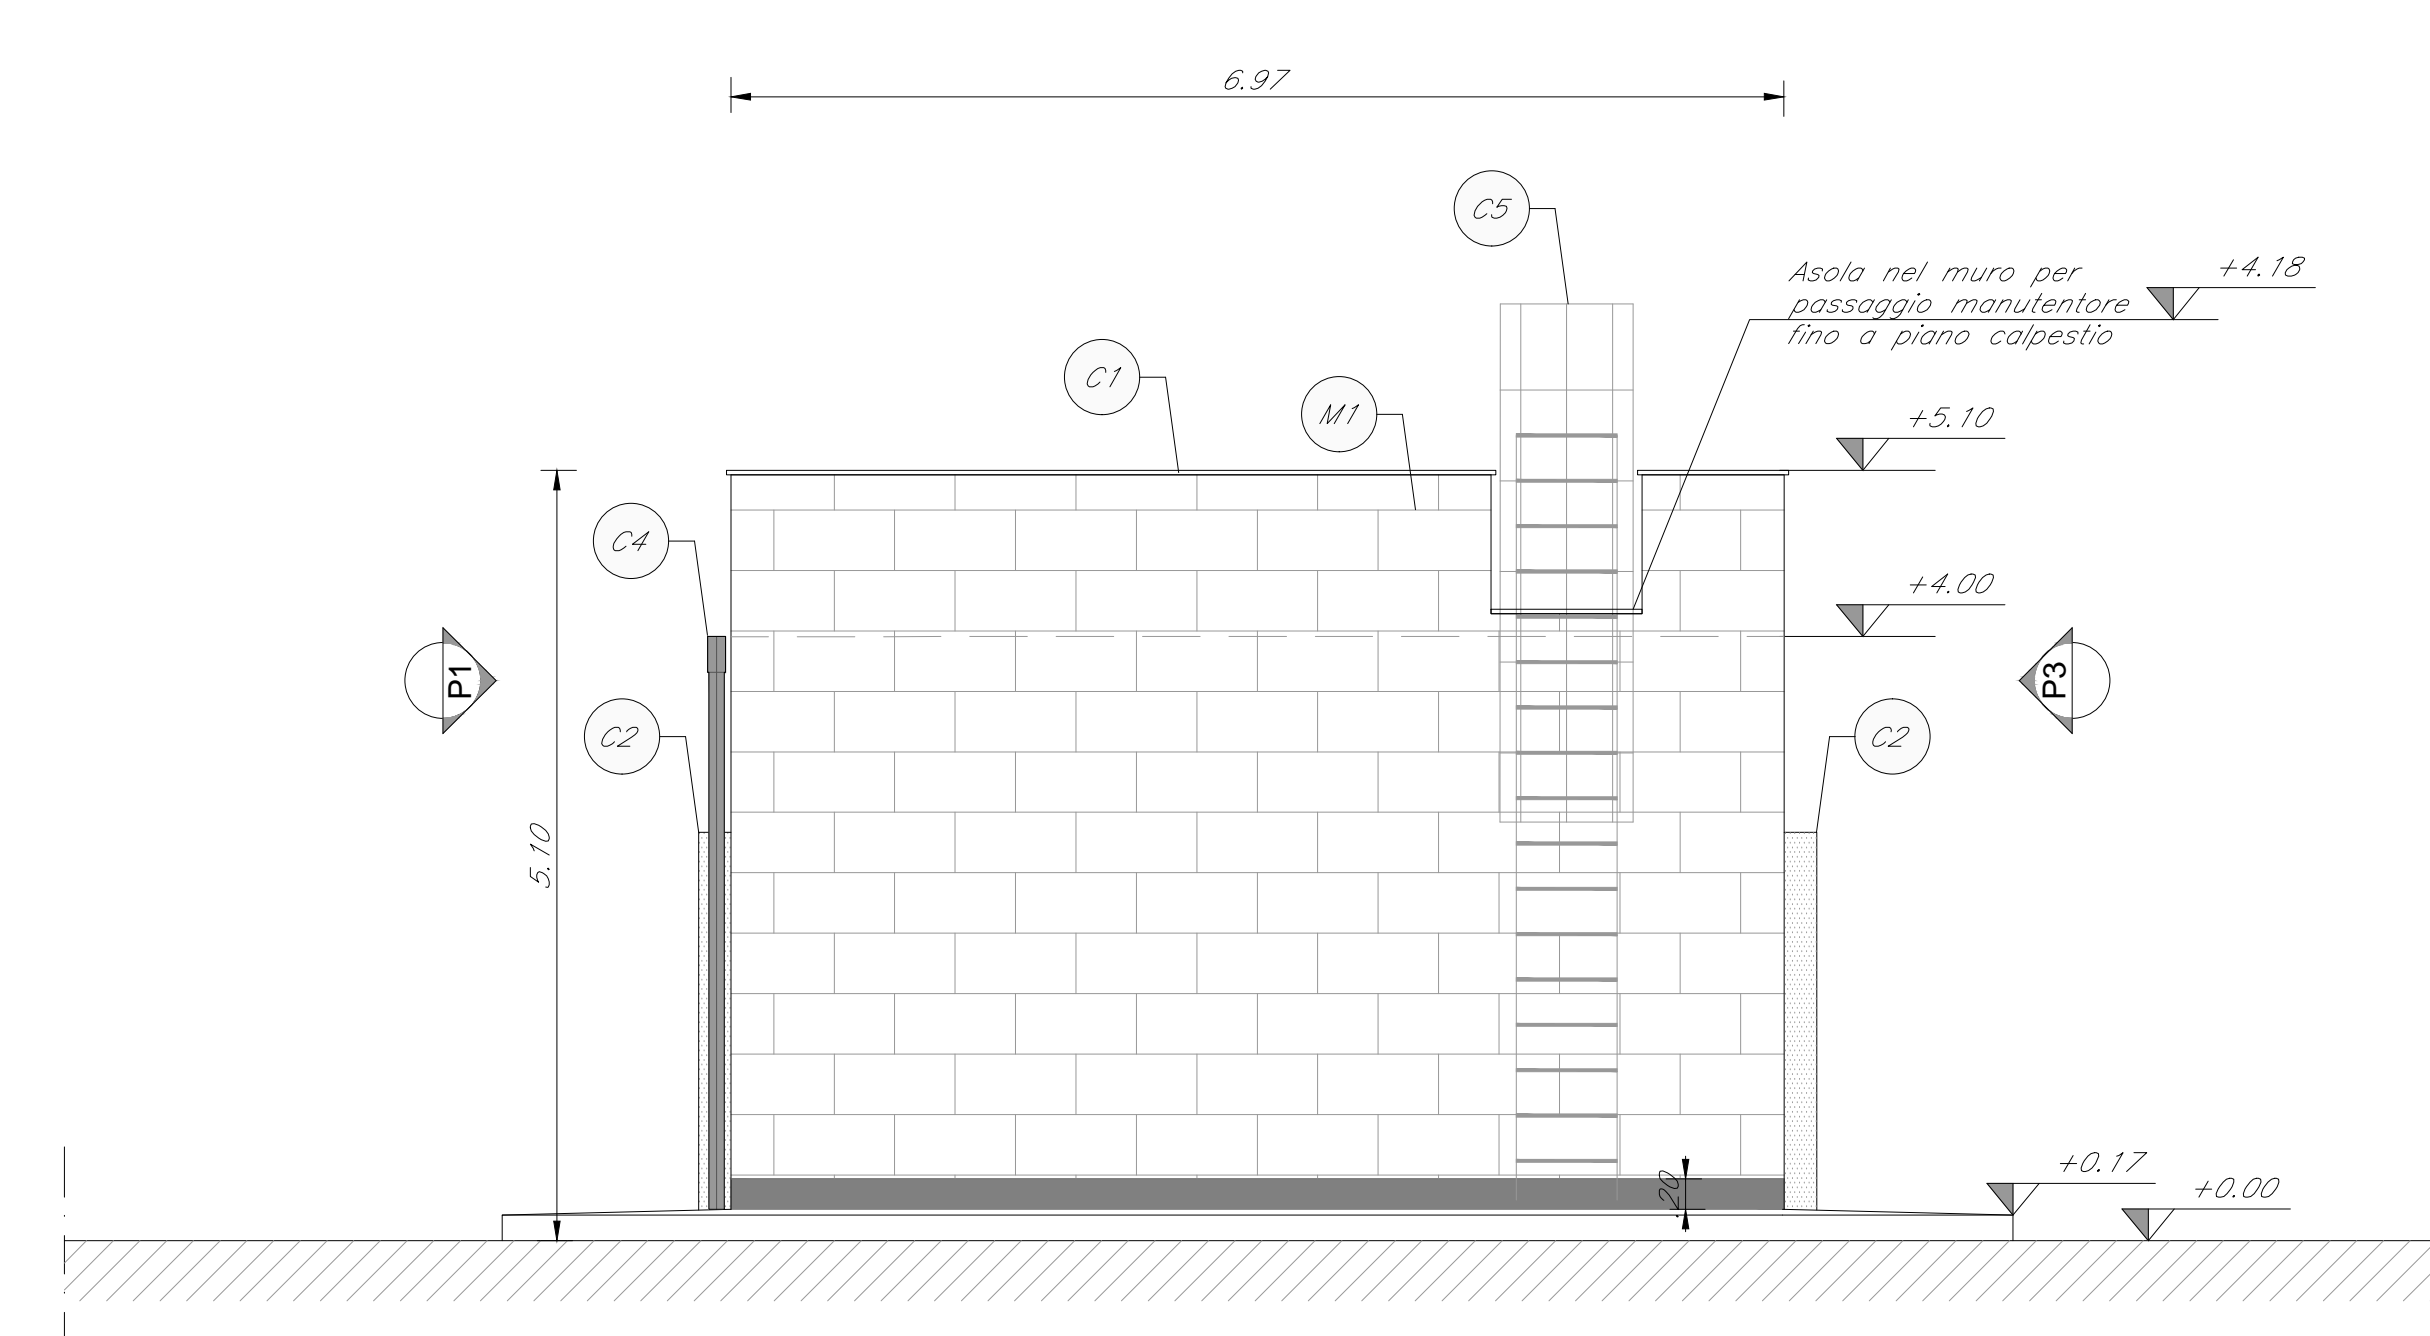 6.97
C5
Asola nel muro per
passaggio manutentore
fino a piano calpestio
+4.18
C1
M1
+5.10
C4
+4.00
P1
P3
C2
C2
5.10
.20
+0.17
+0.00